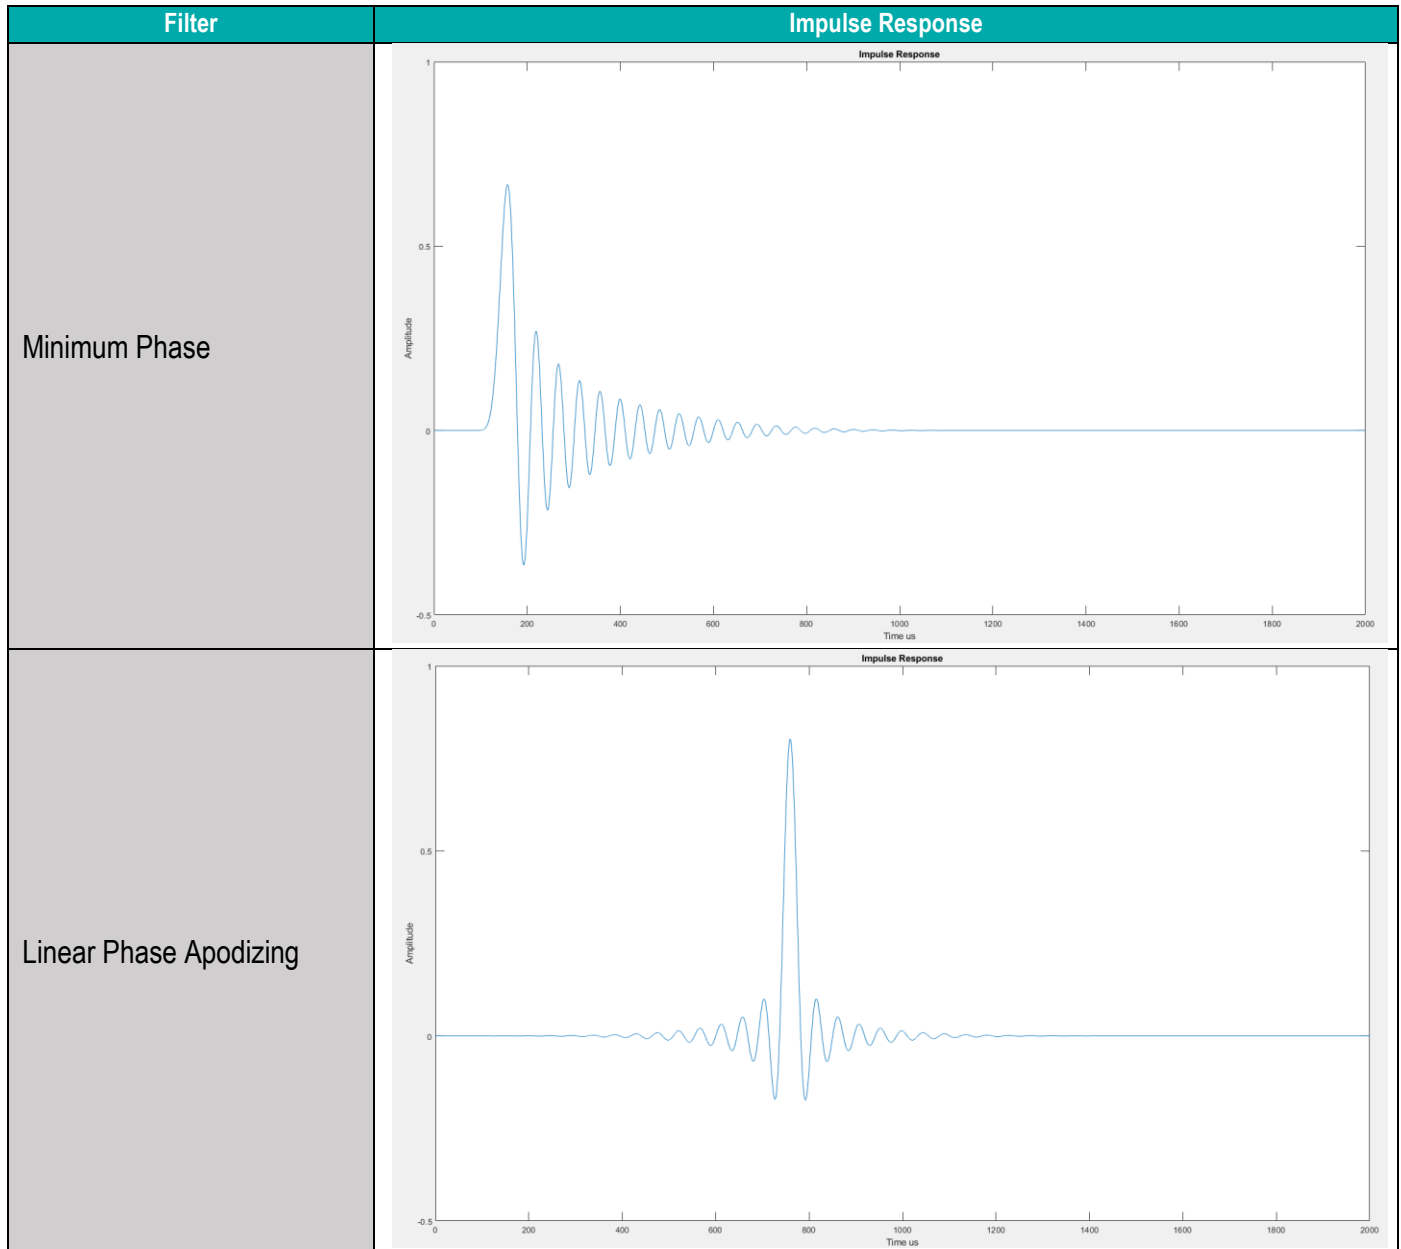 Filter Impulse Response
Minimum Phase
Impulse Response
1
0.5
0
-0.5
Amplitude
0 200 400 600 800 1000 1200 1400 1600 1800 2000
Time us
Linear Phase Apodizing
Impulse Response
1
0.5
0
-0.5
Amplitude
0 200 400 600 800 1000 1200 1400 1600 1800 2000
Time us